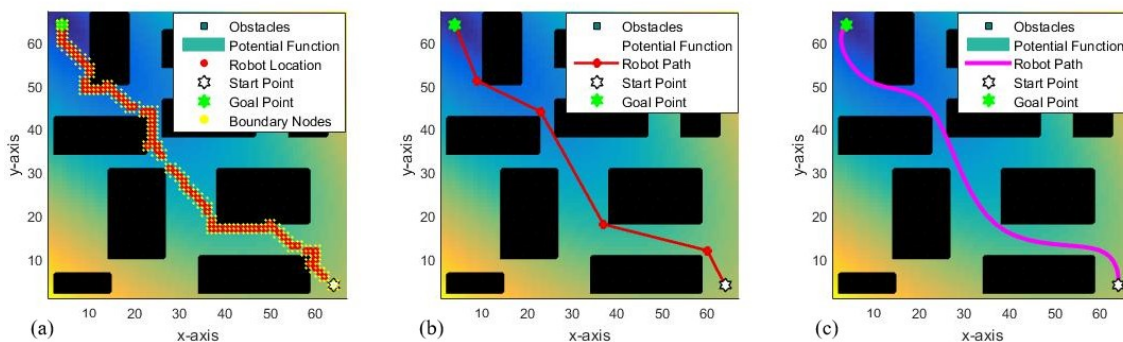 Obstacles
Potential Function
Robot Location
Start Point
Goal Point
Boundary Nodes
60
50
40
30
20
10
y-axis
10 20 30 40 50 60
x-axis
(a)
Obstacles
Potential Function
Robot Path
Start Point
Goal Point
60
50
40
30
20
10
y-axis
10 20 30 40 50 60
x-axis
(b)
Obstacles
Potential Function
Robot Path
Start Point
Goal Point
60
50
40
30
20
10
y-axis
10 20 30 40 50 60
x-axis
(c)